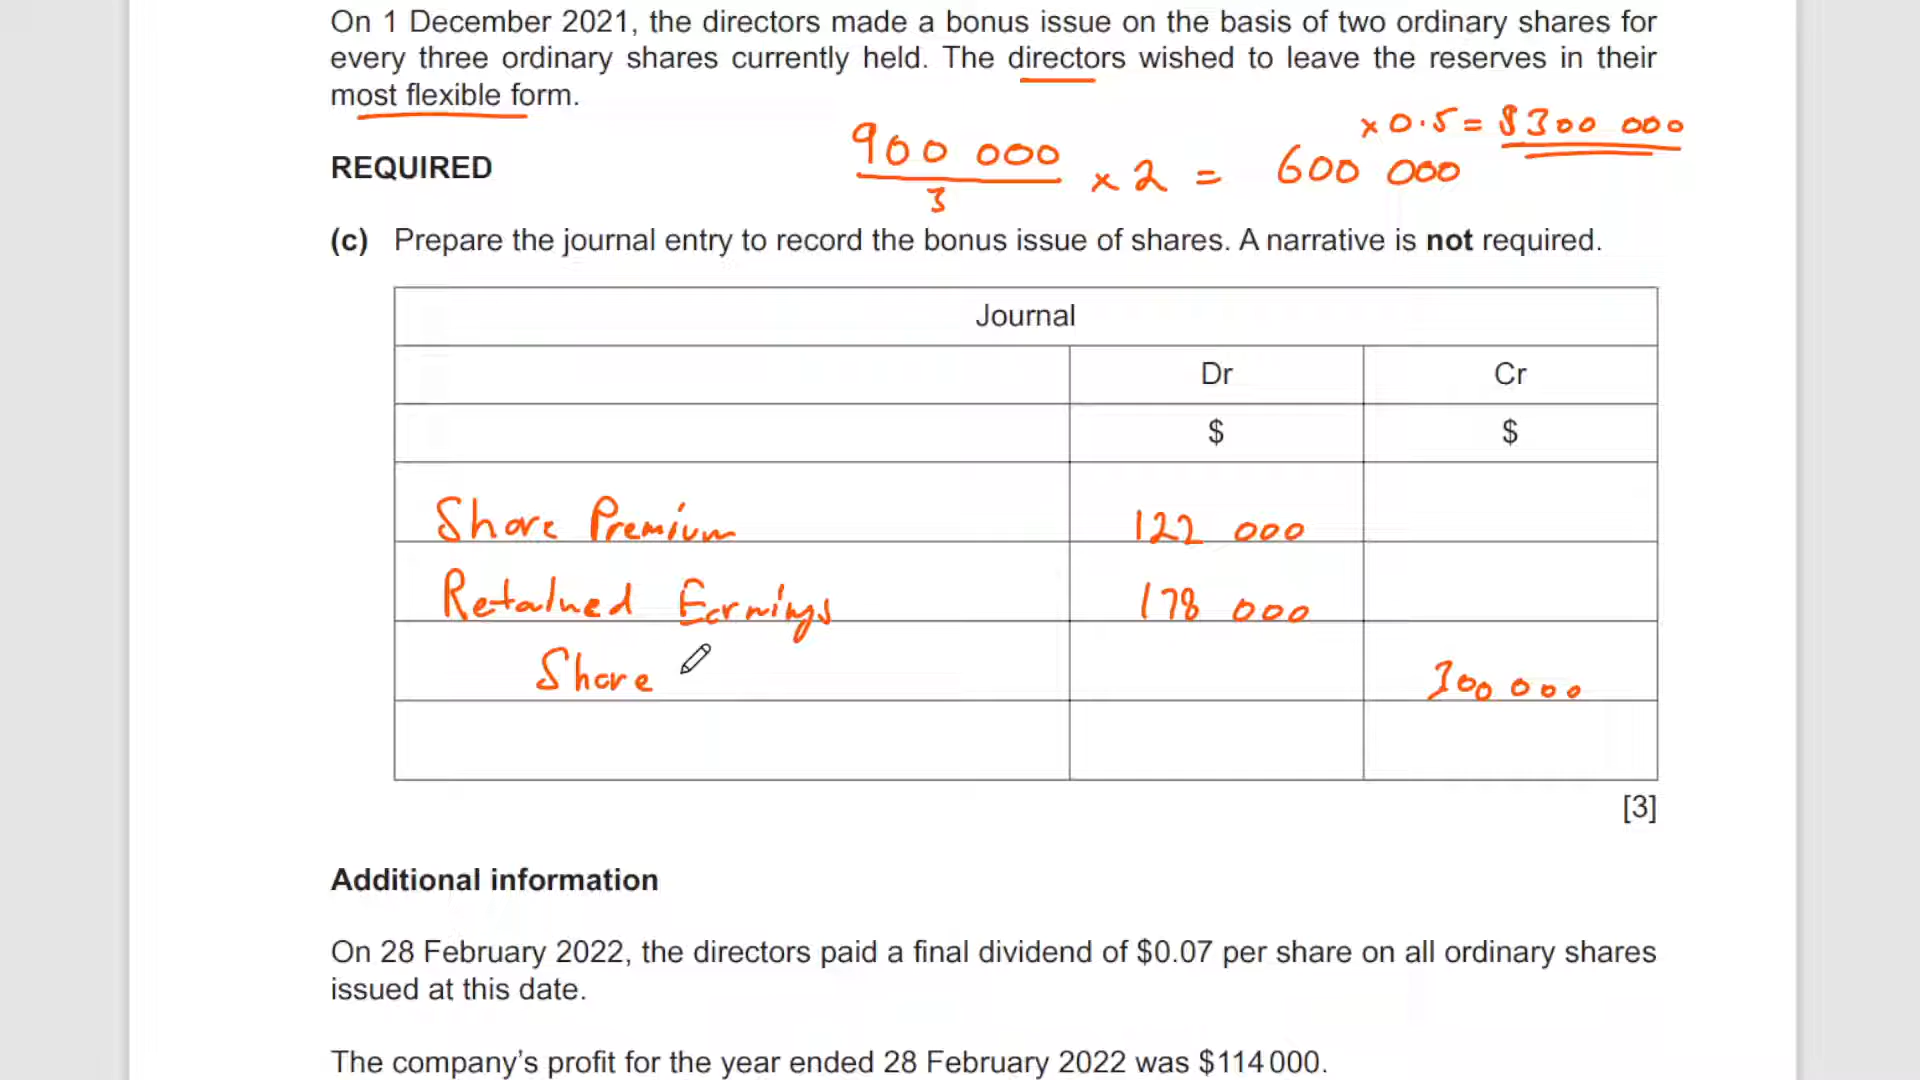 On 1 December 2021, the directors made a bonus issue on the basis of two ordinary shares for
every three ordinary shares currently held. The directors wished to leave the reserves in their
most flexible form.
x 0.5 = $300 000
900 000
3
x 2 = 600 000
REQUIRED
(c) Prepare the journal entry to record the bonus issue of shares. A narrative is not required.
Journal
Dr Cr
$ $
Share Premium 122 000
Retained Earnings 178 000
Share 300 000
[3]
Additional information
On 28 February 2022, the directors paid a final dividend of $0.07 per share on all ordinary shares
issued at this date.
The company’s profit for the year ended 28 February 2022 was $114 000.